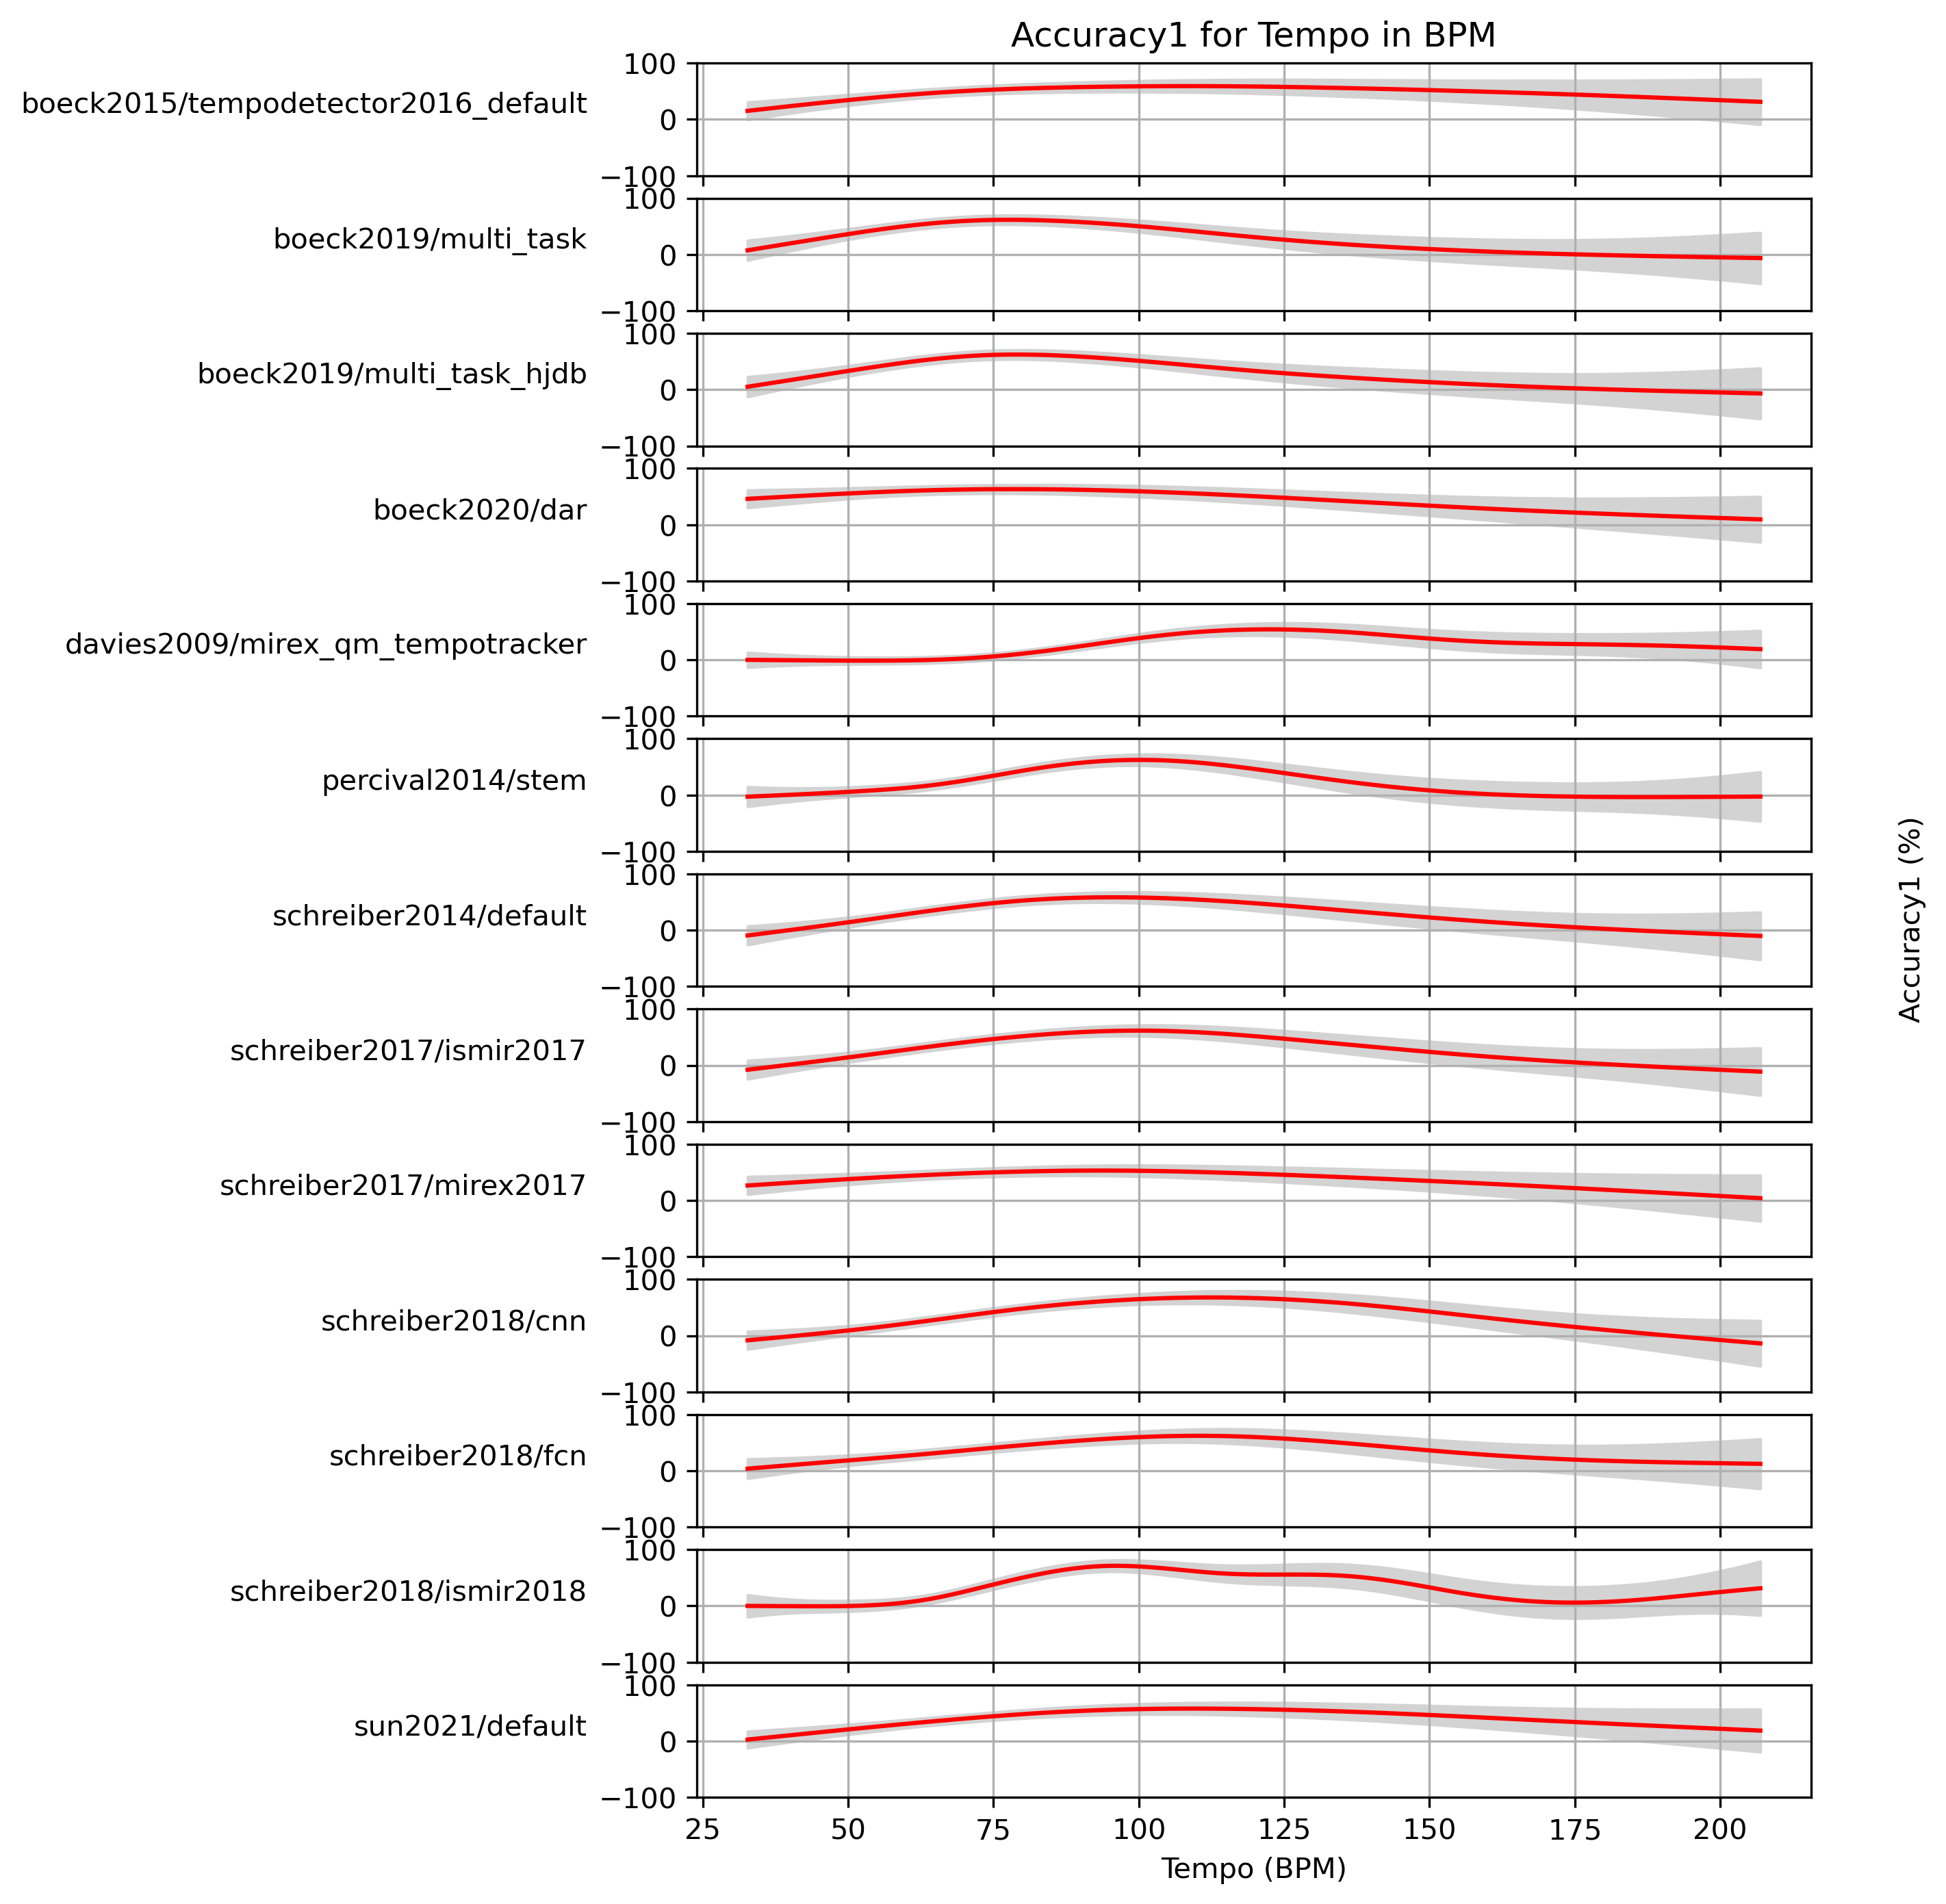 Accuracy1 for Tempo in BPM
boeck2015/tempodetector2016_default
100
0
−100
boeck2019/multi_task
100
0
−100
boeck2019/multi_task_hjdb
100
0
−100
boeck2020/dar
100
0
−100
davies2009/mirex_qm_tempotracker
100
0
−100
percival2014/stem
100
0
−100
schreiber2014/default
100
0
−100
schreiber2017/ismir2017
100
0
−100
schreiber2017/mirex2017
100
0
−100
schreiber2018/cnn
100
0
−100
schreiber2018/fcn
100
0
−100
schreiber2018/ismir2018
100
0
−100
sun2021/default
100
0
−100
25 50 75 100 125 150 175 200
Tempo (BPM)
Accuracy1 (%)